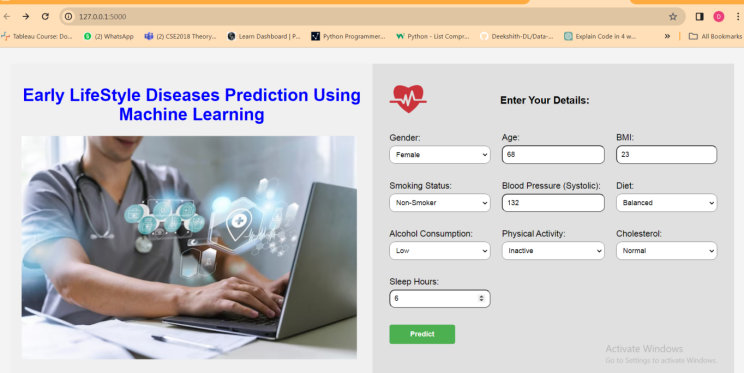 127.0.0.1:5000
Tableau Course: Do... (2) WhatsApp (2) CSE2018 Theory... Learn Dashboard | P... Python Programmer... Python - List Compr... Deekshith-DL/Data-... Explain Code in 4 w... » All Bookmarks
D
Early LifeStyle Diseases Prediction Using
Machine Learning
Enter Your Details:
Gender: Age: BMI:
Female 68 23
Smoking Status: Blood Pressure (Systolic): Diet:
Non-Smoker 132 Balanced
Alcohol Consumption: Physical Activity: Cholesterol:
Low Inactive Normal
Sleep Hours:
6
Predict
Activate Windows
Go to Settings to activate Windows.